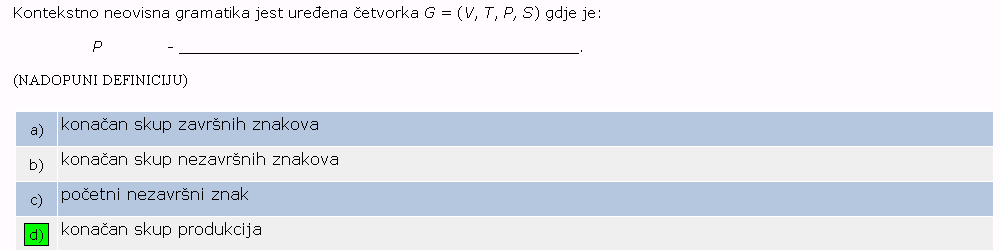 Kontekstno neovisna gramatika jest uređena četvorka G = (V, T, P, S) gdje je:
P - ________________________________________.
(NADOPUNI DEFINICIJU)
a) konačan skup završnih znakova
b) konačan skup nezavršnih znakova
c) početni nezavršni znak
d) konačan skup produkcija